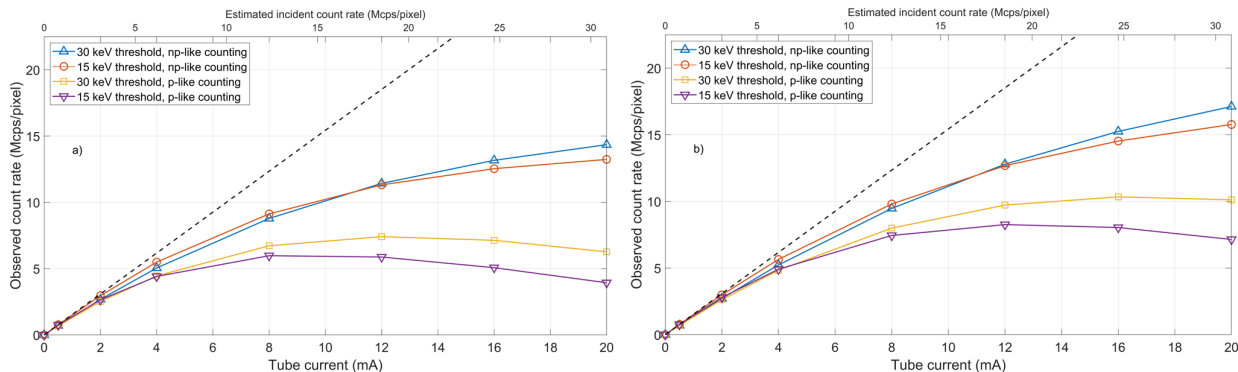 Estimated incident count rate (Mcps/pixel)
0 5 10 15 20 25 30
30 keV threshold, np-like counting
15 keV threshold, np-like counting
30 keV threshold, p-like counting
15 keV threshold, p-like counting
a)
Observed count rate (Mcps/pixel)
20
15
10
5
0
0 2 4 6 8 10 12 14 16 18 20
Tube current (mA)
Estimated incident count rate (Mcps/pixel)
0 5 10 15 20 25 30
30 keV threshold, np-like counting
15 keV threshold, np-like counting
30 keV threshold, p-like counting
15 keV threshold, p-like counting
b)
Observed count rate (Mcps/pixel)
20
15
10
5
0
0 2 4 6 8 10 12 14 16 18 20
Tube current (mA)